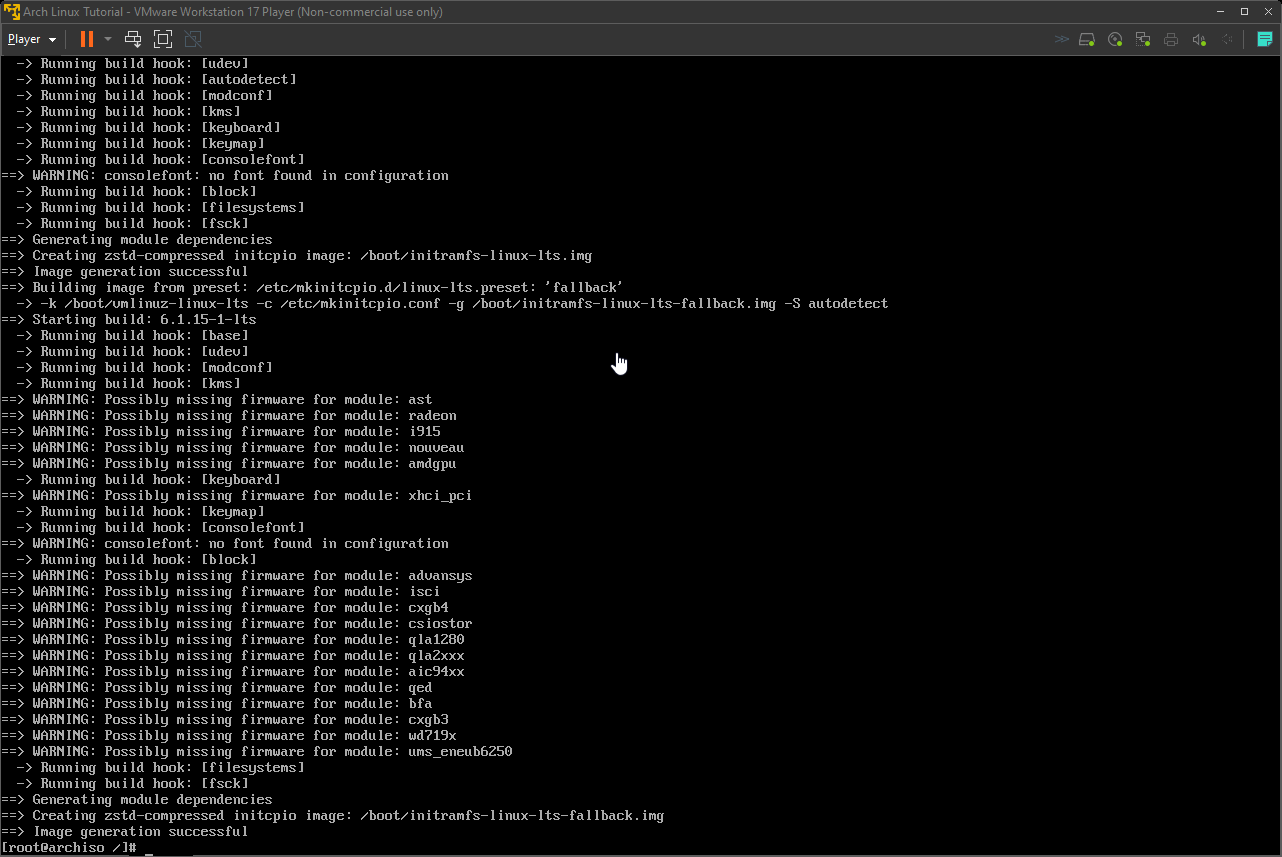 Arch Linux Tutorial - VMware Workstation 17 Player (Non-commercial use only)
Player
-> Running build hook: [udev]
-> Running build hook: [autodetect]
-> Running build hook: [modconf]
-> Running build hook: [kms]
-> Running build hook: [keyboard]
-> Running build hook: [keymap]
-> Running build hook: [consolefont]
==> WARNING: consolefont: no font found in configuration
-> Running build hook: [block]
-> Running build hook: [filesystems]
-> Running build hook: [fsck]
==> Generating module dependencies
==> Creating zstd-compressed initcpio image: /boot/initramfs-linux-lts.img
==> Image generation successful
==> Building image from preset: /etc/mkinitcpio.d/linux-lts.preset: 'fallback'
-> -k /boot/vmlinuz-linux-lts -c /etc/mkinitcpio.conf -g /boot/initramfs-linux-lts-fallback.img -S autodetect
==> Starting build: 6.1.15-1-lts
-> Running build hook: [base]
-> Running build hook: [udev]
-> Running build hook: [modconf]
-> Running build hook: [kms]
==> WARNING: Possibly missing firmware for module: ast
==> WARNING: Possibly missing firmware for module: radeon
==> WARNING: Possibly missing firmware for module: i915
==> WARNING: Possibly missing firmware for module: nouveau
==> WARNING: Possibly missing firmware for module: amdgpu
-> Running build hook: [keyboard]
==> WARNING: Possibly missing firmware for module: xhci_pci
-> Running build hook: [keymap]
-> Running build hook: [consolefont]
==> WARNING: consolefont: no font found in configuration
-> Running build hook: [block]
==> WARNING: Possibly missing firmware for module: advansys
==> WARNING: Possibly missing firmware for module: isci
==> WARNING: Possibly missing firmware for module: cxgb4
==> WARNING: Possibly missing firmware for module: csiostor
==> WARNING: Possibly missing firmware for module: qla1280
==> WARNING: Possibly missing firmware for module: qla2xxx
==> WARNING: Possibly missing firmware for module: aic94xx
==> WARNING: Possibly missing firmware for module: qed
==> WARNING: Possibly missing firmware for module: bfa
==> WARNING: Possibly missing firmware for module: cxgb3
==> WARNING: Possibly missing firmware for module: wd719x
==> WARNING: Possibly missing firmware for module: ums_eneub6250
-> Running build hook: [filesystems]
-> Running build hook: [fsck]
==> Generating module dependencies
==> Creating zstd-compressed initcpio image: /boot/initramfs-linux-lts-fallback.img
==> Image generation successful
[root@archiso /]# _